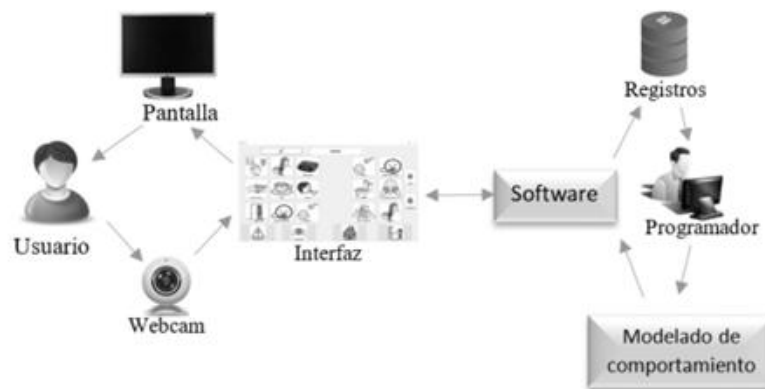 Pantalla
Usuario
Webcam
Interfaz
Software
Registros
Programador
Modelado de
comportamiento